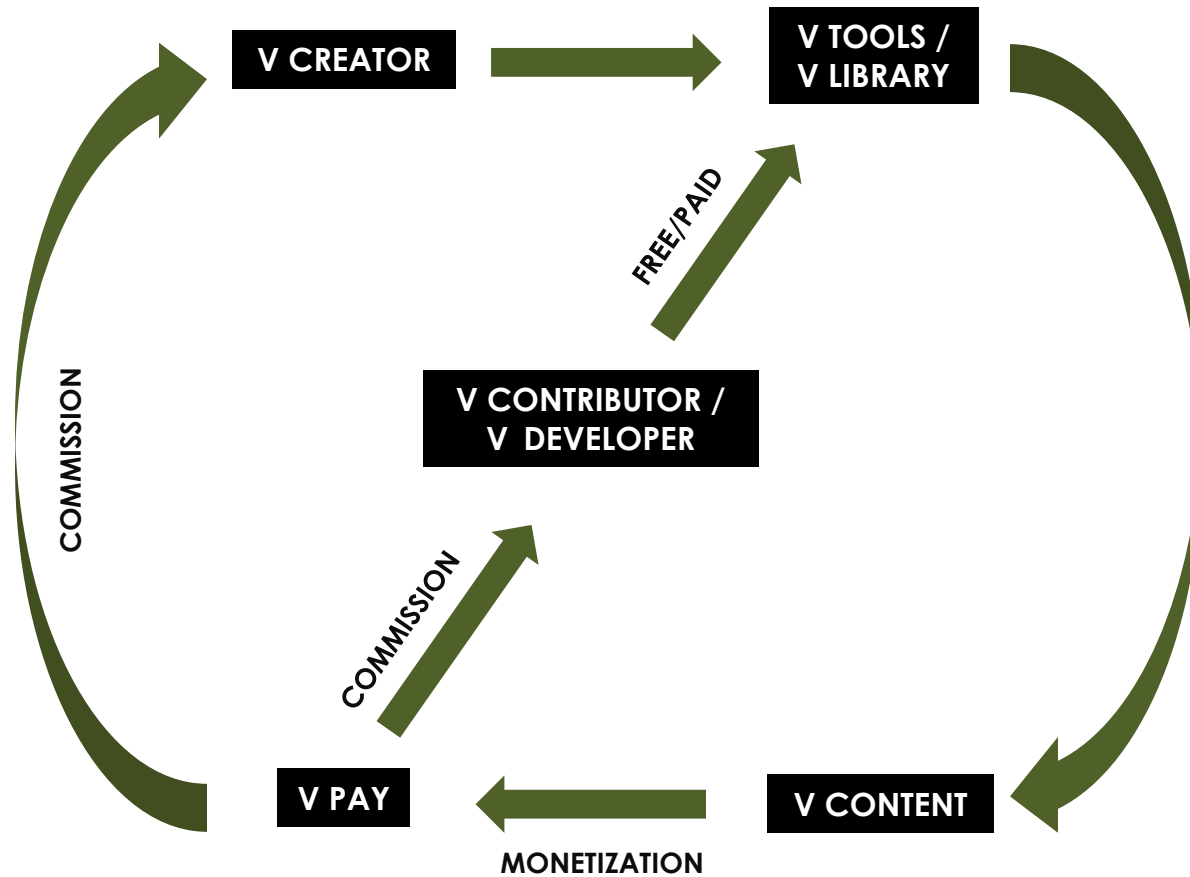 V CREATOR
V TOOLS /
V LIBRARY
FREE/PAID
V CONTRIBUTOR /
V DEVELOPER
COMMISSION
COMMISSION
V PAY
V CONTENT
MONETIZATION